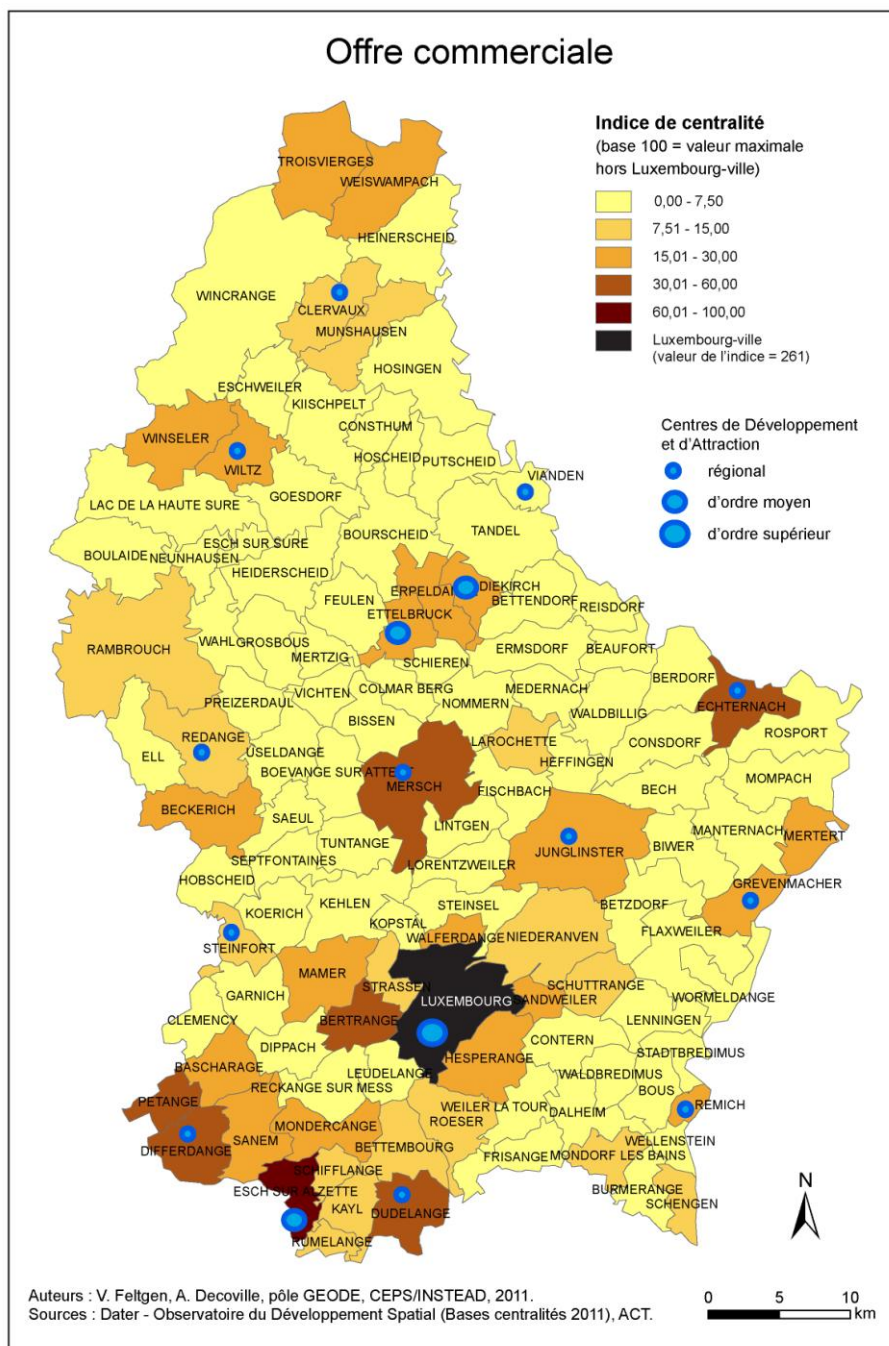 Offre commerciale
Indice de centralité
(base 100 = valeur maximale
hors Luxembourg-ville)
0,00 - 7,50
7,51 - 15,00
15,01 - 30,00
30,01 - 60,00
60,01 - 100,00
Luxembourg-ville
(valeur de l'indice = 261)
Centres de Développement
et d'Attraction
régional
d'ordre moyen
d'ordre supérieur
TROISVIERGES
WEISWAMPACH
HEINERSCHEID
WINCRANGE
CLERVAUX
MUNSHAUSEN
HOSINGEN
ESCHWEILER
KIISCHPELT
CONSTHUM
WINSELER
HOSCHEID
PUTSCHEID
WILTZ
VIANDEN
GOESDORF
LAC DE LA HAUTE SURE
TANDEL
BOURSCHEID
ESCH SUR SURE
BOULAIDE
NEUNHAUSEN
HEIDERSCHEID
ERPELDA
DIEKIRCH
FEULEN
BETTENDORF
REISDORF
ETTELBRUCK
WAHL
GROSBOUS
ERMSDORF
BEAUFORT
RAMBROUCH
MERTZIG
SCHIEREN
BERDORF
COLMAR BERG
MEDERNACH
PREIZERDAUL
VICHTEN
NOMMERN
ECHTERNACH
WALDBILLIG
BISSEN
ROSPORT
REDANGE
USELDANGE
LAROCHETTE
CONSDORF
ELL
BOEVANGE SUR ATTERT
HEFFINGEN
MERSCH
MOMPACH
FISCHBACH
BECH
BECKERICH
SAEUL
LINTGEN
MANTERNACH
MERTERT
TUNTANGE
JUNGLINSTER
BIWER
SEPTFONTAINES
LORENTZWEILER
HOBSCHEID
GREVENMACHER
KEHLEN
STEINSEL
BETZDORF
KOERICH
KOPSTAL
FLAXWEILER
STEINFORT
WALFERDANGE
NIEDERANVEN
MAMER
STRASSEN
SCHUTTRANGE
GARNICH
LUXEMBOURG
SANDWEILER
WORMELDANGE
CLEMENCY
BERTRANGE
LENNINGEN
DIPPACH
CONTERN
STADTBREDIMUS
HESPERANGE
BASCHARAGE
LEUDELANGE
WALDBREDIMUS
RECKANGE SUR MESS
BOUS
PETANGE
WEILER LA TOUR
DALHEIM
REMICH
MONDERCANGE
ROESER
SANEM
DIFFERDANGE
BETTEMBOURG
WELLENSTEIN
FRISANGE
MONDORF LES BAINS
SCHIFFLANGE
ESCH SUR ALZETTE
BURMERANGE
KAYL
SCHENGEN
DUDELANGE
RUMELANGE
N
Auteurs : V. Feltgen, A. Decoville, pôle GEODE, CEPS/INSTEAD, 2011.
Sources : Dater - Observatoire du Développement Spatial (Bases centralités 2011), ACT.
0 5 10
km